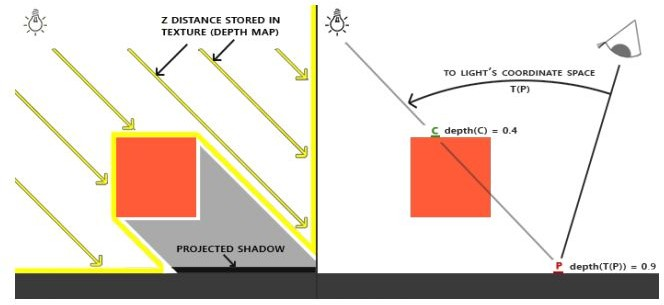 Z DISTANCE STORED IN
TEXTURE (DEPTH MAP)
PROJECTED SHADOW
TO LIGHT'S COORDINATE SPACE
T(P)
C depth(C) = 0.4
P depth(T(P)) = 0.9